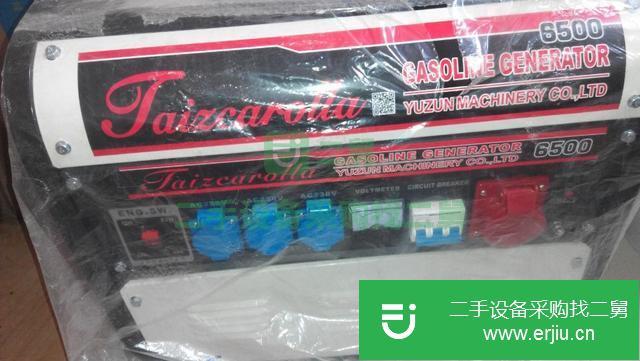 6500
GASOLINE GENERATOR
Taizcarolla
YUZUN MACHINERY CO.,LTD
GASOLINE GENERATOR 6500
Taizcarolla
YUZUN MACHINERY CO.,LTD
AC230V
VOLTMETER
CIRCUIT BREAKER
ENG.SW
二手设备采购找二舅
www.erjiu.cn.com